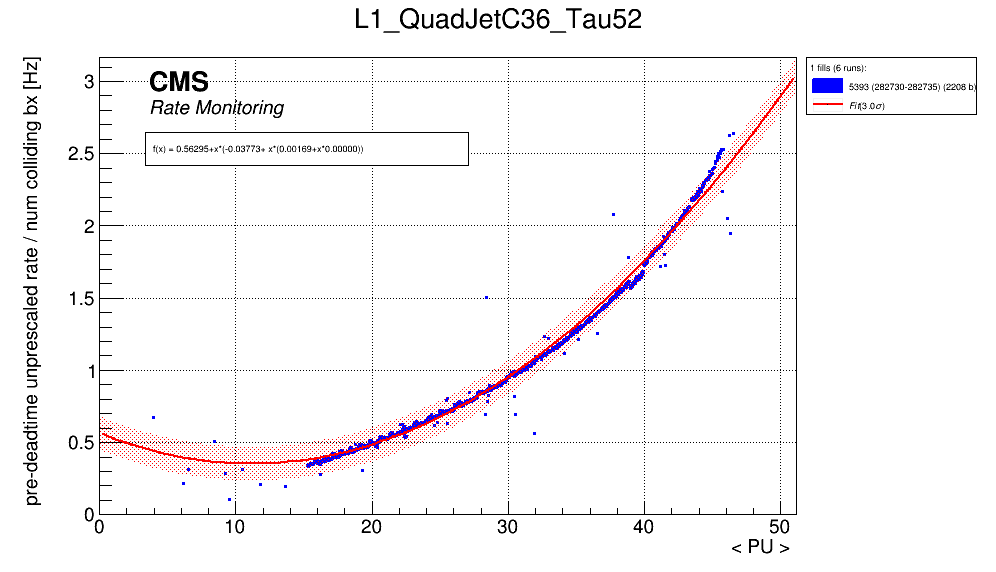 L1_QuadJetC36_Tau52
pre-deadtime unprescaled rate / num colliding bx [Hz]
CMS
Rate Monitoring
f(x) = 0.56295+x*(-0.03773+ x*(0.00169+x*0.00000))
3
2.5
2
1.5
1
0.5
0
0 10 20 30 40 50
< PU >
1 fills (6 runs):
5393 (282730-282735) (2208 b)
Fit(3.0σ)